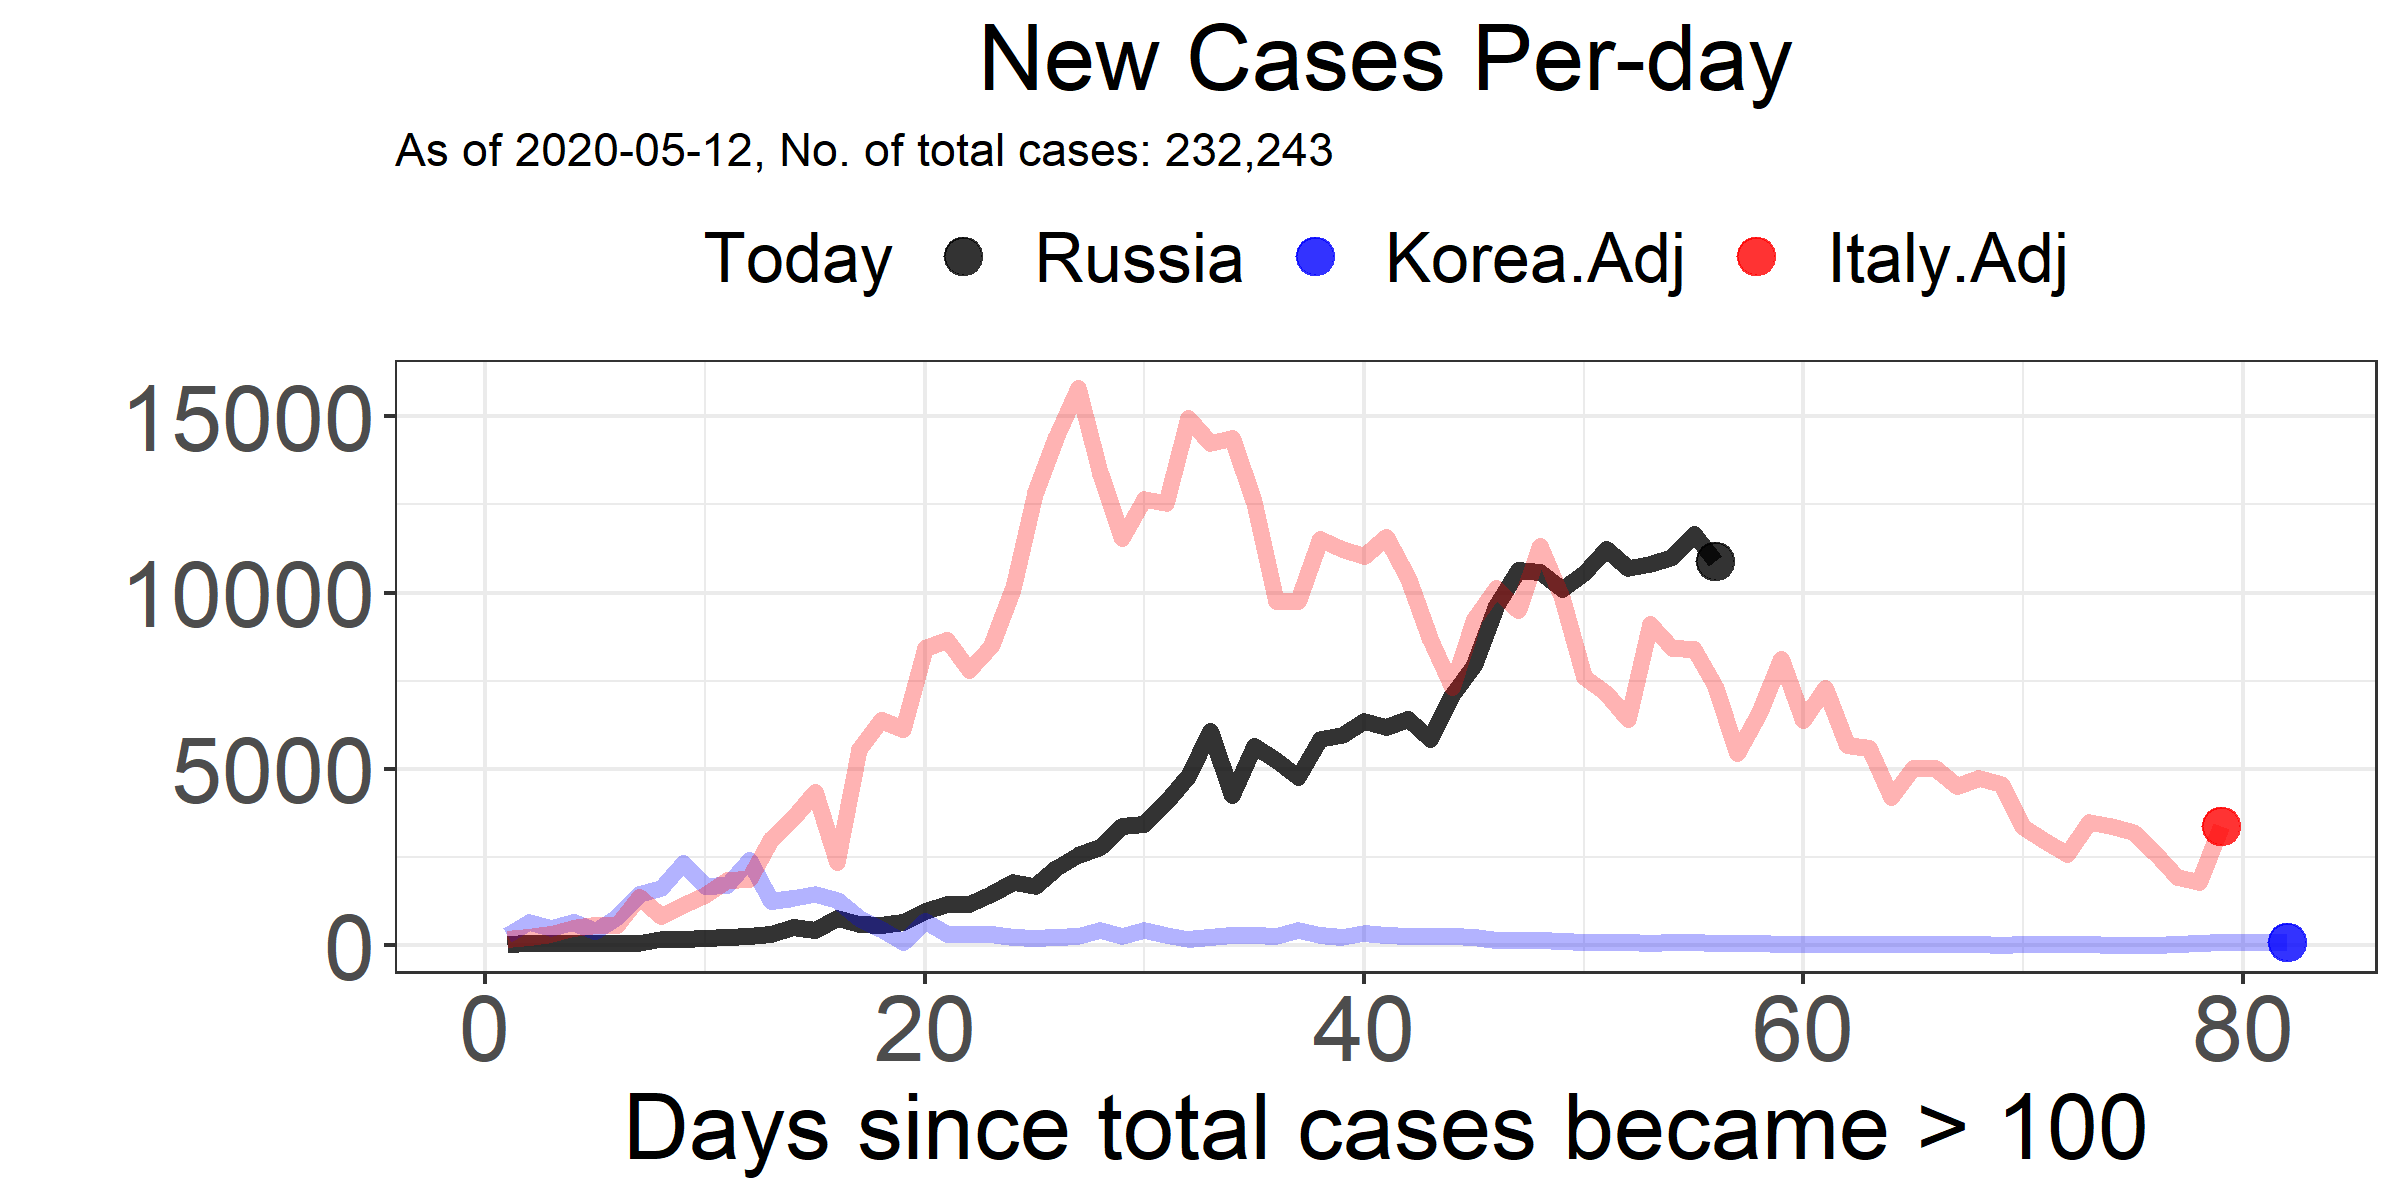 New Cases Per-day
As of 2020-05-12, No. of total cases: 232,243
Today Russia Korea.Adj Italy.Adj
15000
10000
5000
0
0 20 40 60 80
Days since total cases became > 100